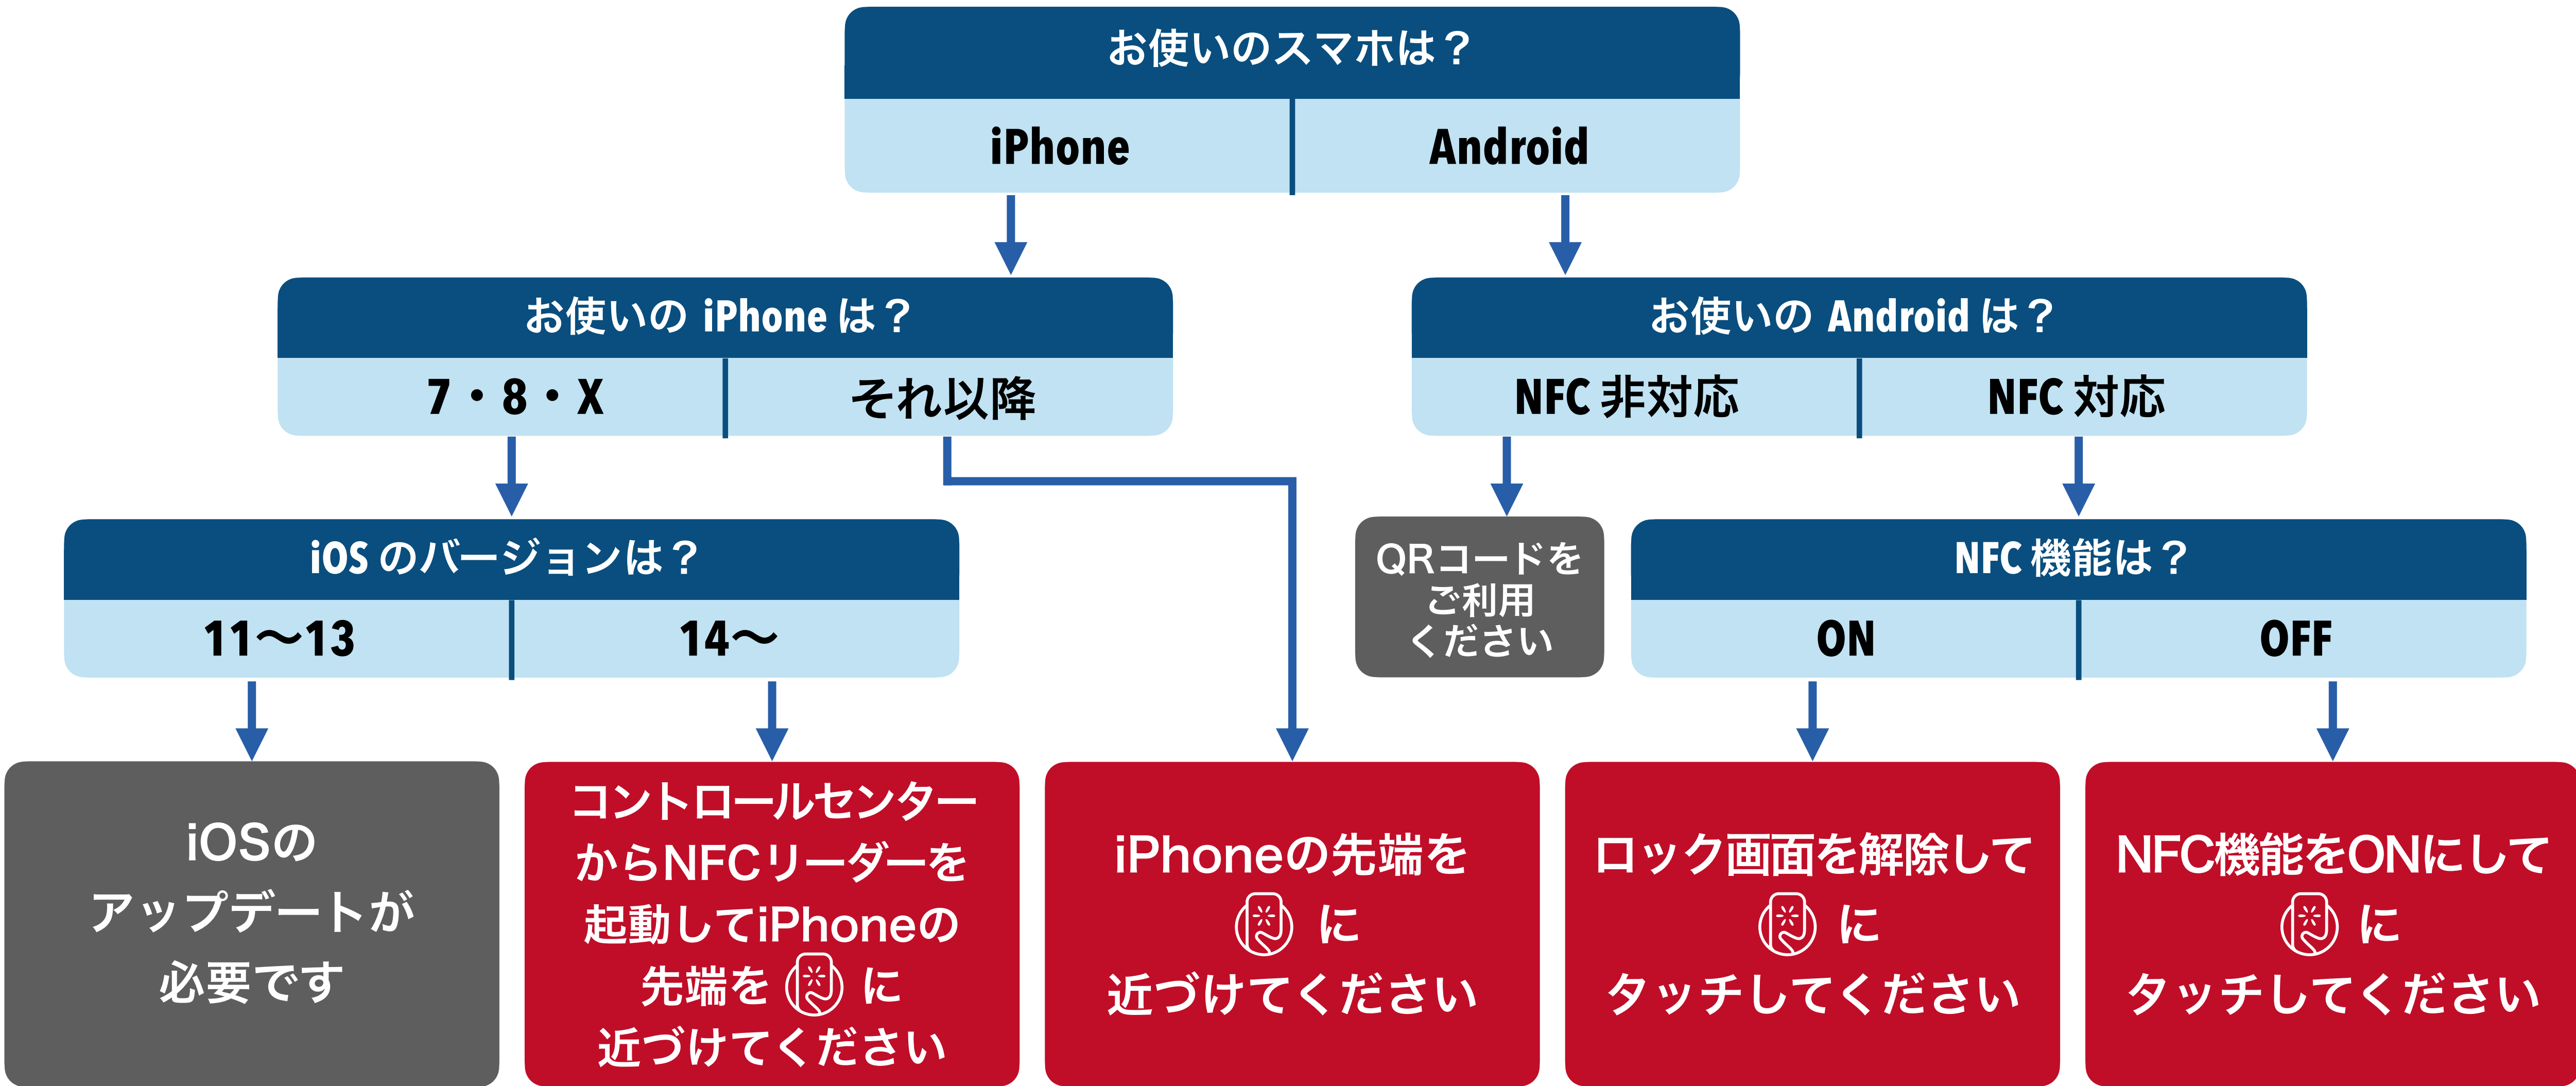 お使いのスマホは？
iPhone
Android
お使いの iPhone は？
7・8・X
それ以降
お使いの Android は？
NFC 非対応
NFC 対応
iOS のバージョンは？
11〜13
14〜
QRコードを
ご利用
ください
NFC 機能は？
ON
OFF
iOSの
アップデートが
必要です
コントロールセンター
からNFCリーダーを
起動してiPhoneの
先端を に
近づけてください
iPhoneの先端を
に
近づけてください
ロック画面を解除して
に
タッチしてください
NFC機能をONにして
に
タッチしてください